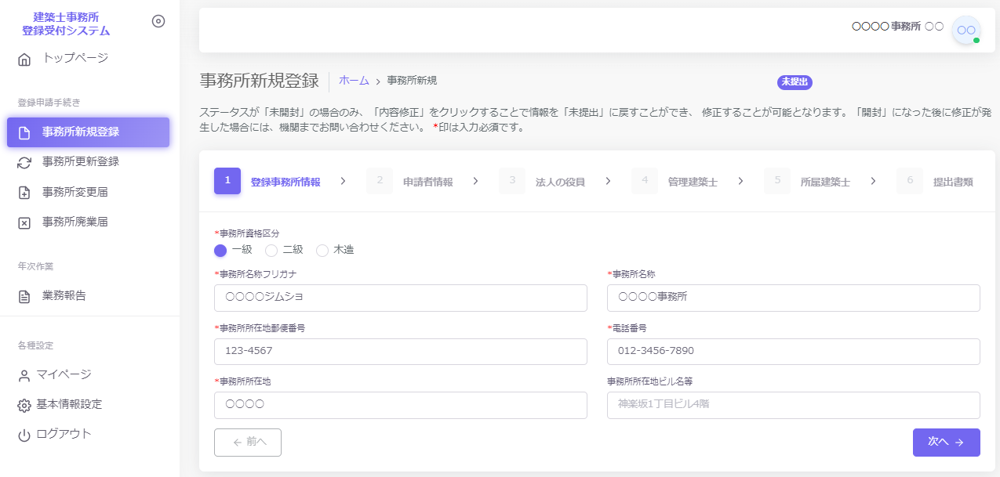 建築士事務所
登録受付システム
トップページ
登録申請手続き
事務所新規登録
事務所更新登録
事務所変更届
事務所廃業届
年次作業
業務報告
各種設定
マイページ
基本情報設定
ログアウト
〇〇〇〇事務所 〇〇
〇〇
事務所新規登録 ホーム > 事務所新規
未提出
ステータスが「未開封」の場合のみ、「内容修正」をクリックすることで情報を「未提出」に戻すことができ、 修正することが可能となります。「開封」になった後に修正が発
生した場合には、機関までお問い合わせください。 *印は入力必須です。
1 登録事務所情報 > 2 申請者情報 > 3 法人の役員 > 4 管理建築士 > 5 所属建築士 > 6 提出書類
*事務所資格区分
一級 二級 木造
*事務所名称フリガナ
〇〇〇〇ジムショ
*事務所名称
〇〇〇〇事務所
*事務所所在地郵便番号
123-4567
*電話番号
012-3456-7890
*事務所所在地
〇〇〇〇
事務所所在地ビル名等
神楽坂1丁目ビル4階
← 前へ
次へ →